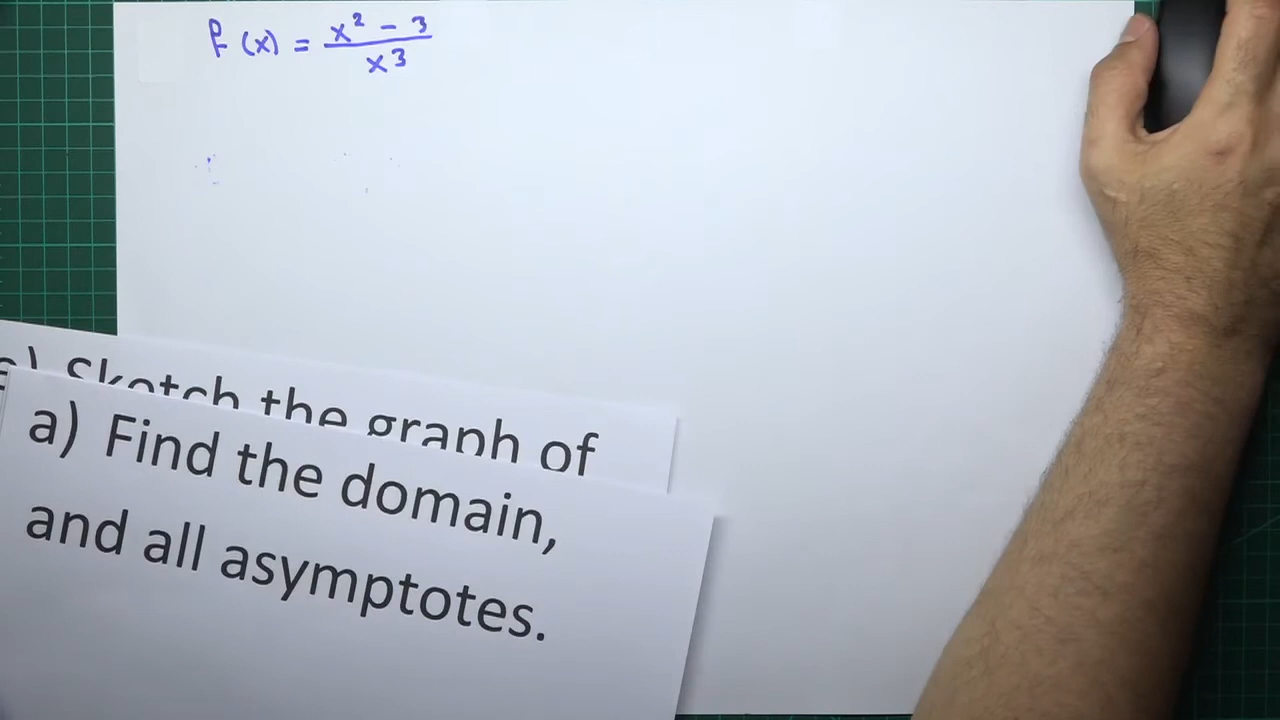 f(x) = x² - 3 / x³
Sketch the graph of
a) Find the domain,
and all asymptotes.